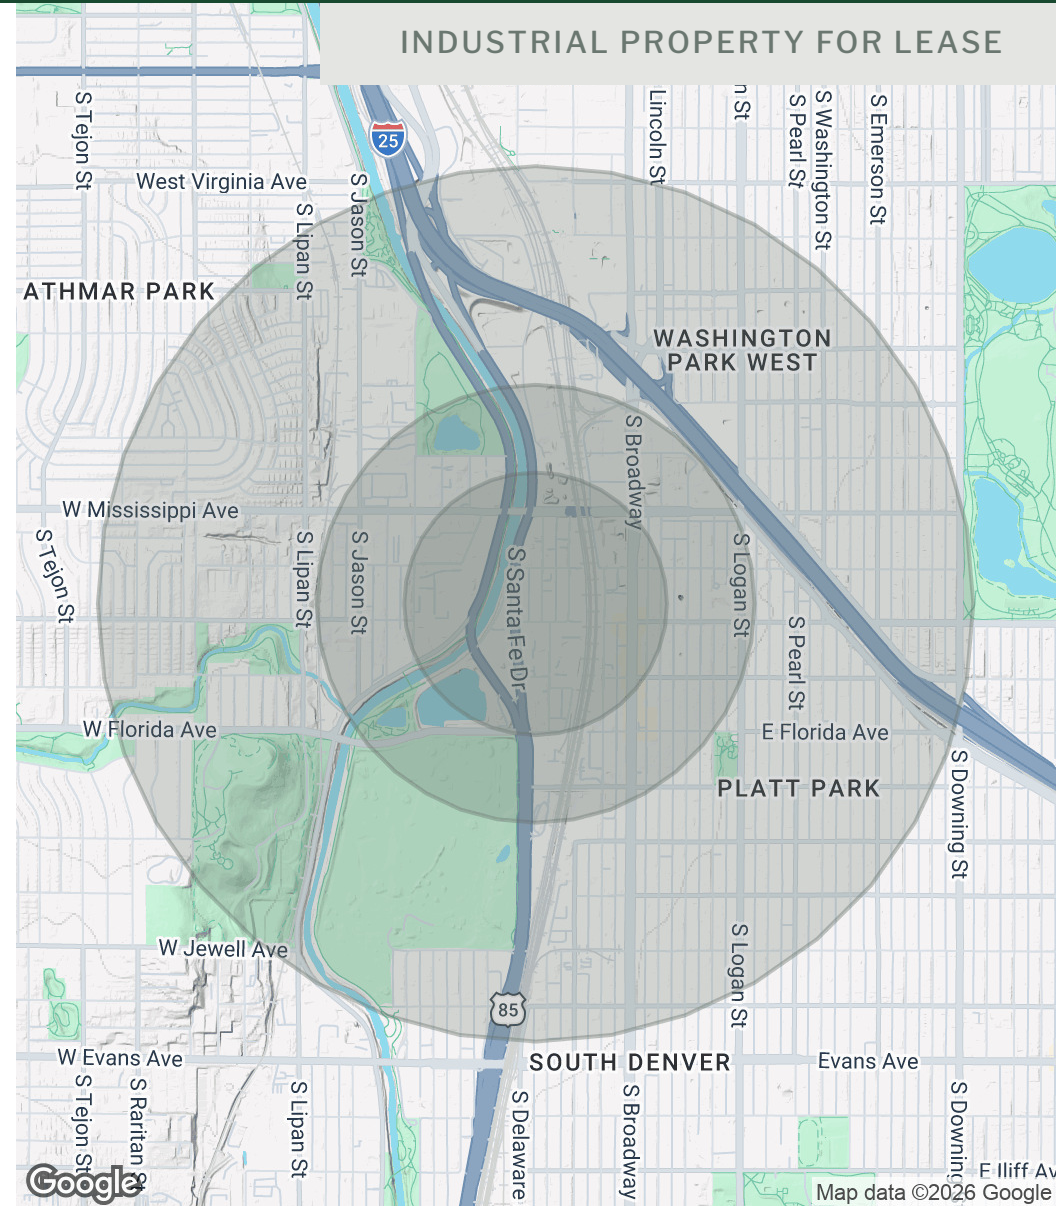 INDUSTRIAL PROPERTY FOR LEASE
S Tejon St
Lincoln St
n St
S Pearl St
S Washington St
S Emerson St
25
West Virginia Ave
S Jason St
S Lipan St
ATHMAR PARK
WASHINGTON
PARK WEST
S Broadway
W Mississippi Ave
S Tejon St
S Lipan St
S Jason St
S Santa Fe Dr
S Logan St
S Pearl St
W Florida Ave
E Florida Ave
S Downing St
PLATT PARK
W Jewell Ave
S Logan St
85
W Evans Ave
SOUTH DENVER
Evans Ave
S Tejon St
S Raritan St
S Lipan St
S Delaware
S Broadway
S Downing
E Iliff Av
Google
Map data ©2026 Google